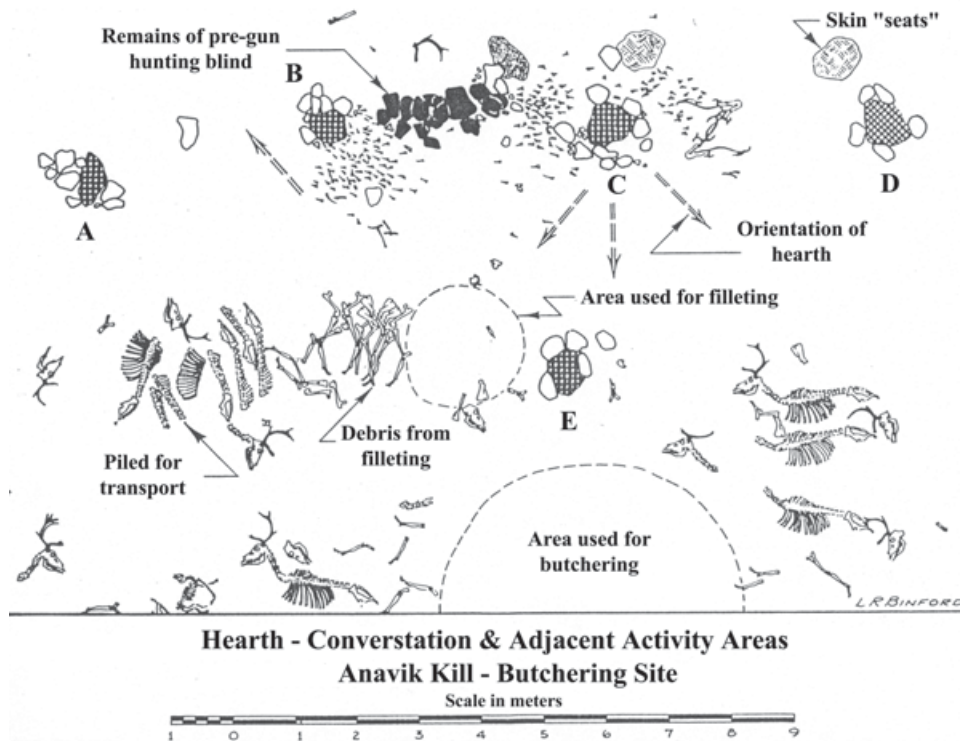 Remains of pre-gun
hunting blind
Skin "seats"
B
A
C
D
Orientation of
hearth
Area used for filleting
E
Debris from
filleting
Piled for
transport
Area used for
butchering
L R BINFORD
Hearth - Converstation & Adjacent Activity Areas
Anavik Kill - Butchering Site
Scale in meters
1 0 1 2 3 4 5 6 7 8 9